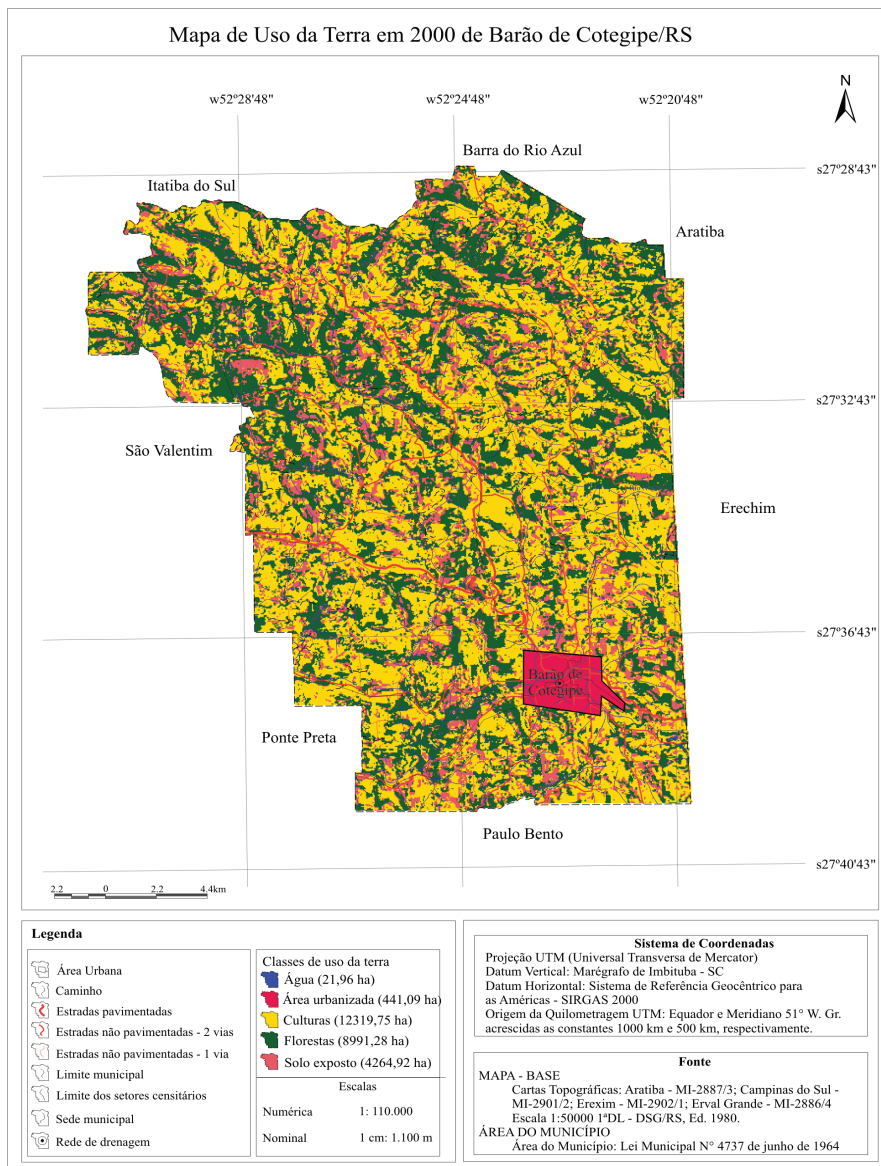 Mapa de Uso da Terra em 2000 de Barão de Cotegipe/RS
N
w52º28'48" w52º24'48" w52º20'48"
Barra do Rio Azul
s27º28'43"
Itatiba do Sul
Aratiba
s27º32'43"
São Valentim
Erechim
s27º36'43"
Barão de
Cotegipe
Ponte Preta
Paulo Bento
s27º40'43"
2.2 0 2.2 4.4km
Legenda
Área Urbana
Caminho
Estradas pavimentadas
Estradas não pavimentadas - 2 vias
Estradas não pavimentadas - 1 via
Limite municipal
Limite dos setores censitários
Sede municipal
Rede de drenagem
Classes de uso da terra
Água (21,96 ha)
Área urbanizada (441,09 ha)
Culturas (12319,75 ha)
Florestas (8991,28 ha)
Solo exposto (4264,92 ha)
Escalas
Numérica 1: 110.000
Nominal 1 cm: 1.100 m
Sistema de Coordenadas
Projeção UTM (Universal Transversa de Mercator)
Datum Vertical: Marégrafo de Imbituba - SC
Datum Horizontal: Sistema de Referência Geocêntrico para
as Américas - SIRGAS 2000
Origem da Quilometragem UTM: Equador e Meridiano 51° W. Gr.
acrescidas as constantes 1000 km e 500 km, respectivamente.
Fonte
MAPA - BASE
Cartas Topográficas: Aratiba - MI-2887/3; Campinas do Sul -
MI-2901/2; Erexim - MI-2902/1; Erval Grande - MI-2886/4
Escala 1:50000 1ªDL - DSG/RS, Ed. 1980.
ÁREA DO MUNICÍPIO
Área do Município: Lei Municipal N° 4737 de junho de 1964